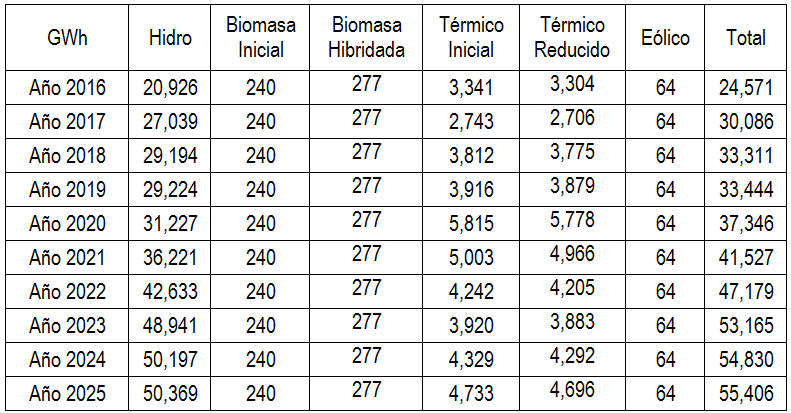 GWh Hidro Biomasa Inicial Biomasa Hibridada Térmico Inicial Térmico Reducido Eólico Total
Año 2016 20,926 240 277 3,341 3,304 64 24,571
Año 2017 27,039 240 277 2,743 2,706 64 30,086
Año 2018 29,194 240 277 3,812 3,775 64 33,311
Año 2019 29,224 240 277 3,916 3,879 64 33,444
Año 2020 31,227 240 277 5,815 5,778 64 37,346
Año 2021 36,221 240 277 5,003 4,966 64 41,527
Año 2022 42,633 240 277 4,242 4,205 64 47,179
Año 2023 48,941 240 277 3,920 3,883 64 53,165
Año 2024 50,197 240 277 4,329 4,292 64 54,830
Año 2025 50,369 240 277 4,733 4,696 64 55,406